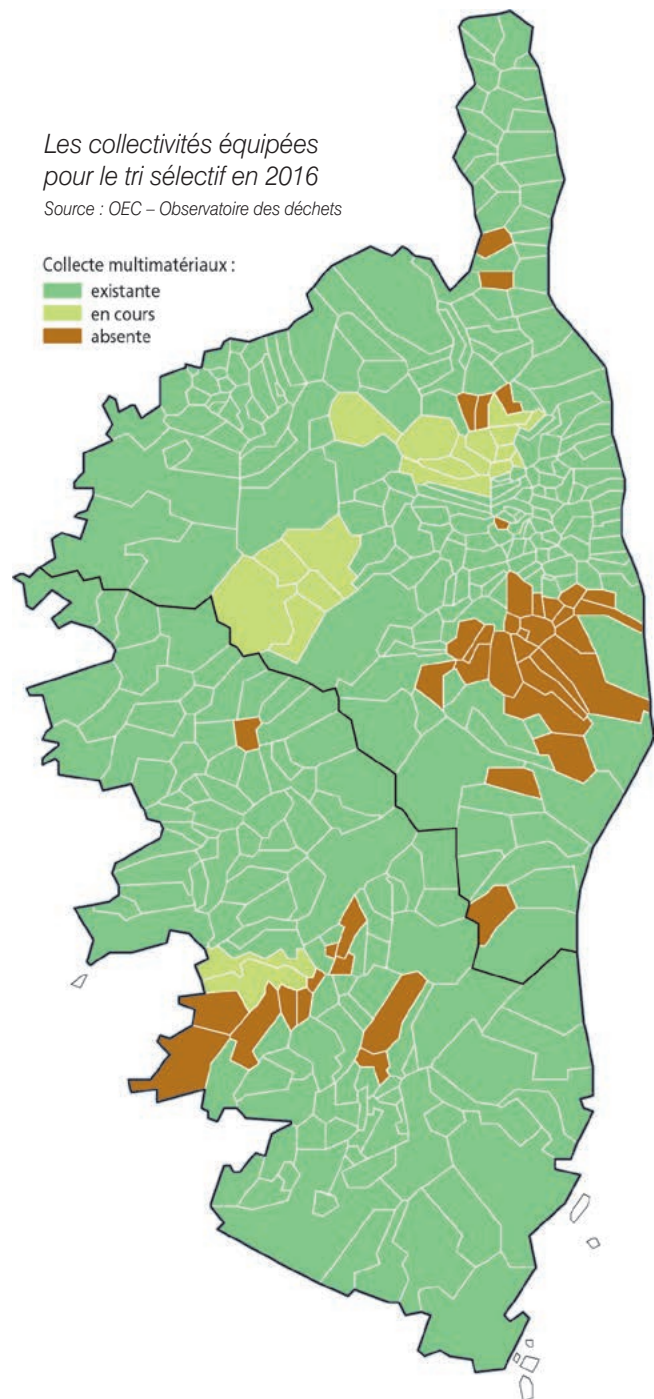 Les collectivités équipées
pour le tri sélectif en 2016
Source : OEC – Observatoire des déchets
Collecte multimatériaux :
existante
en cours
absente